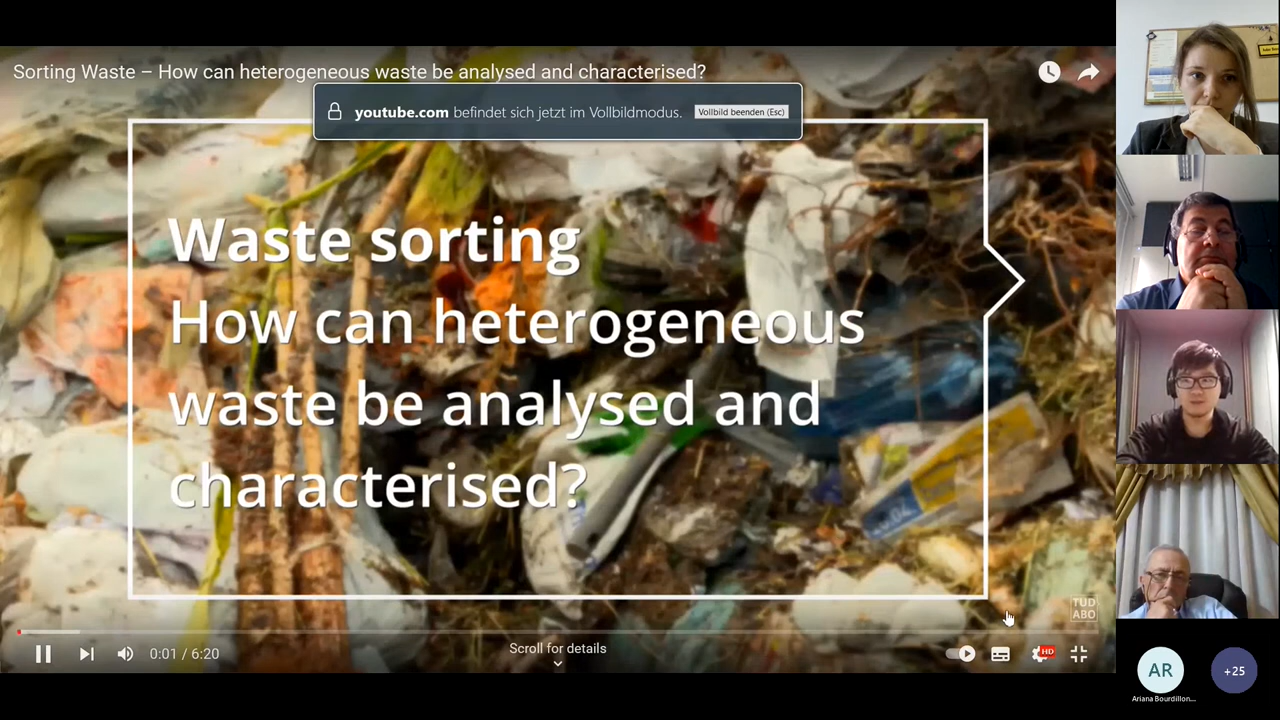 Sorting Waste – How can heterogeneous waste be analysed and characterised?
youtube.com befindet sich jetzt im Vollbildmodus. Vollbild beenden (Esc)
Waste sorting
How can heterogeneous
waste be analysed and
characterised?
TUD
ABO
0:01 / 6:20
Scroll for details
HD
AR
+25
Ariana Bourdillon...